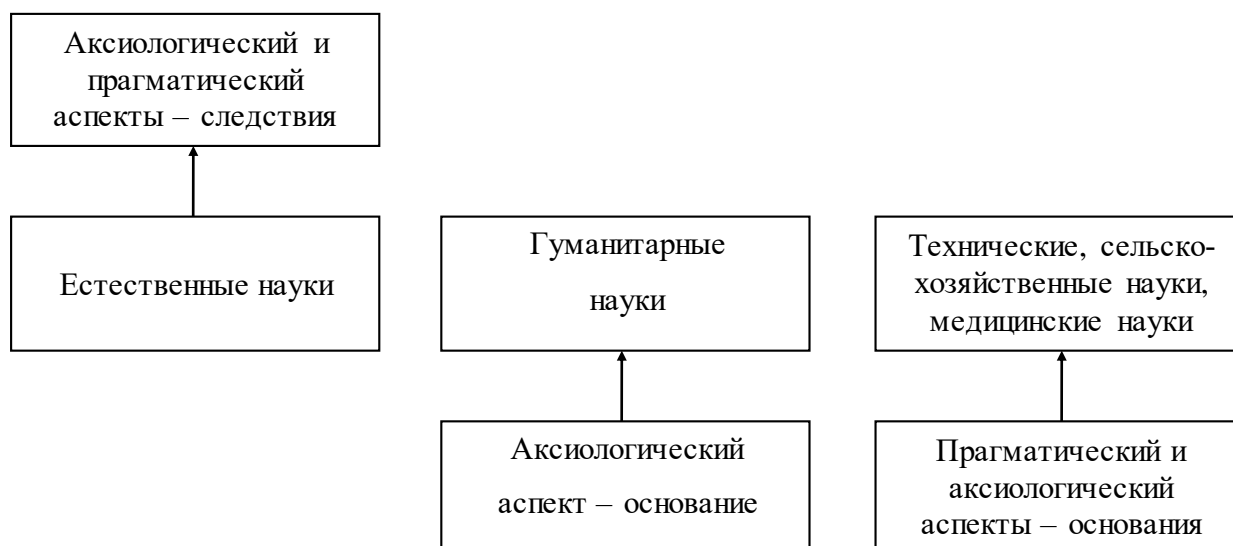 Аксиологический и
прагматический
аспекты – следствия
Естественные науки
Гуманитарные
науки
Технические, сельско-
хозяйственные науки,
медицинские науки
Аксиологический
аспект – основание
Прагматический и
аксиологический
аспекты – основания